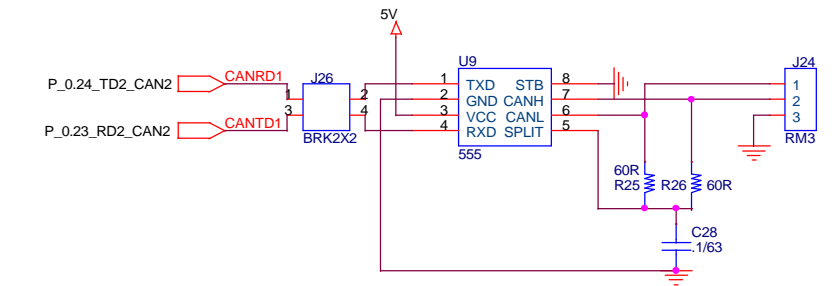 5V
P_0.24_TD2_CAN2
CANRD1
P_0.23_RD2_CAN2
CANTD1
J26
1
2
3
4
BRK2X2
U9
1 TXD STB 8
2 GND CANH 7
3 VCC CANL 6
4 RXD SPLIT 5
555
J24
1
2
3
RM3
60R
R25
R26 60R
C28
.1/63